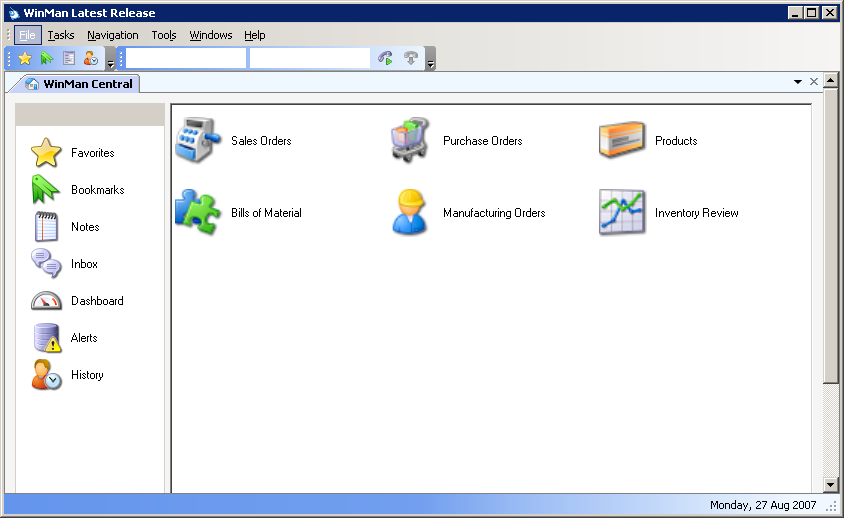 WinMan Latest Release
File Tasks Navigation Tools Windows Help
WinMan Central
Favorites
Bookmarks
Notes
Inbox
Dashboard
Alerts
History
Sales Orders Purchase Orders Products
Bills of Material Manufacturing Orders Inventory Review
Monday, 27 Aug 2007